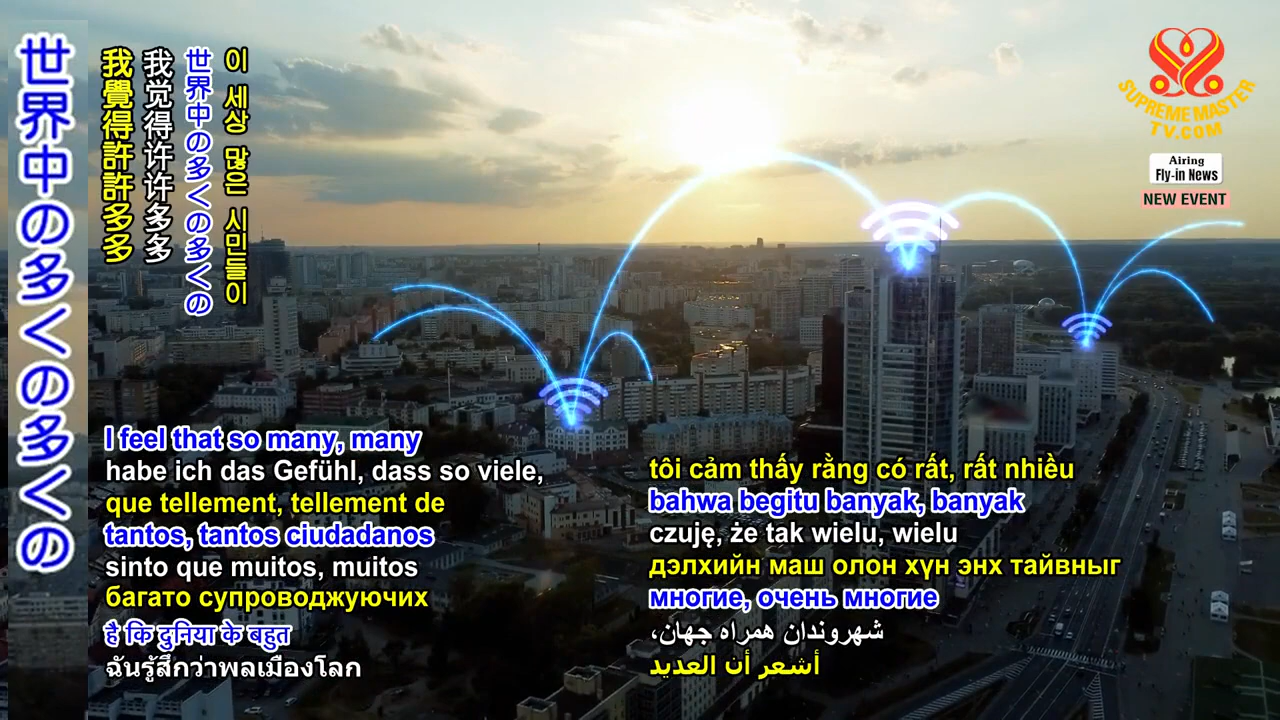 世界中の多くの多くの
我覺得許許多多
我觉得许许多多
世界中の多くの多くの
이 세상 많은 시민들이
SUPREME MASTER
TV.COM
Airing
Fly-in News
NEW EVENT
I feel that so many, many
habe ich das Gefühl, dass so viele,
que tellement, tellement de
tantos, tantos ciudadanos
sinto que muitos, muitos
багато супроводжуючих
है कि दुनिया के बहुत
ฉันรู้สึกว่าพลเมืองโลก
tôi cảm thấy rằng có rất, rất nhiều
bahwa begitu banyak, banyak
czuję, że tak wielu, wielu
дэлхийн маш олон хүн энх тайвныг
многие, очень многие
شهروندان همراه جهان،
أشعر أن العديد